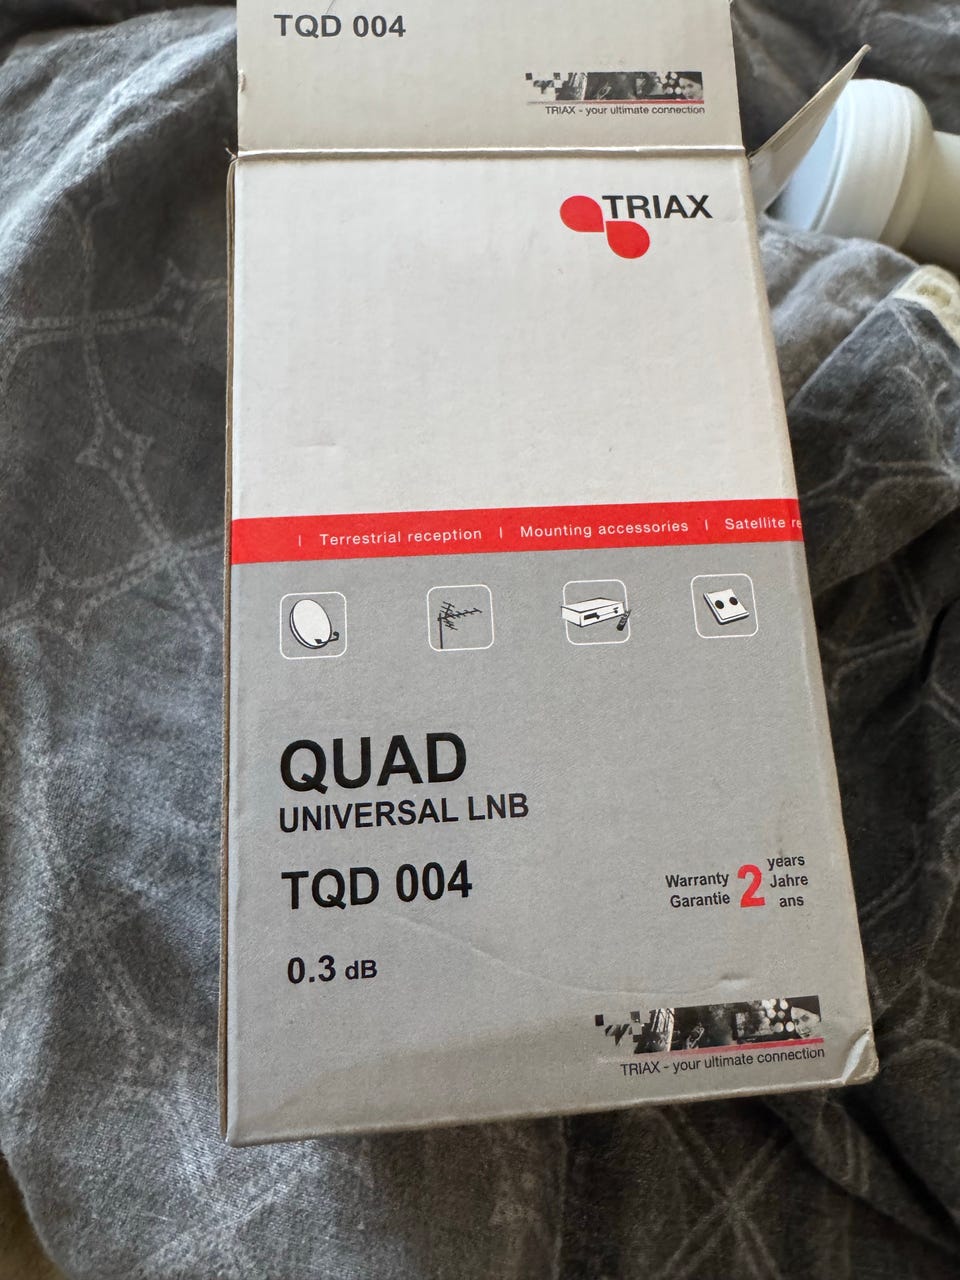 TQD 004
TRIAX - your ultimate connection
TRIAX
| Terrestrial reception | Mounting accessories | Satellite re
QUAD
UNIVERSAL LNB
TQD 004
Warranty 2 years
Garantie Jahre
ans
0.3 dB
TRIAX - your ultimate connection